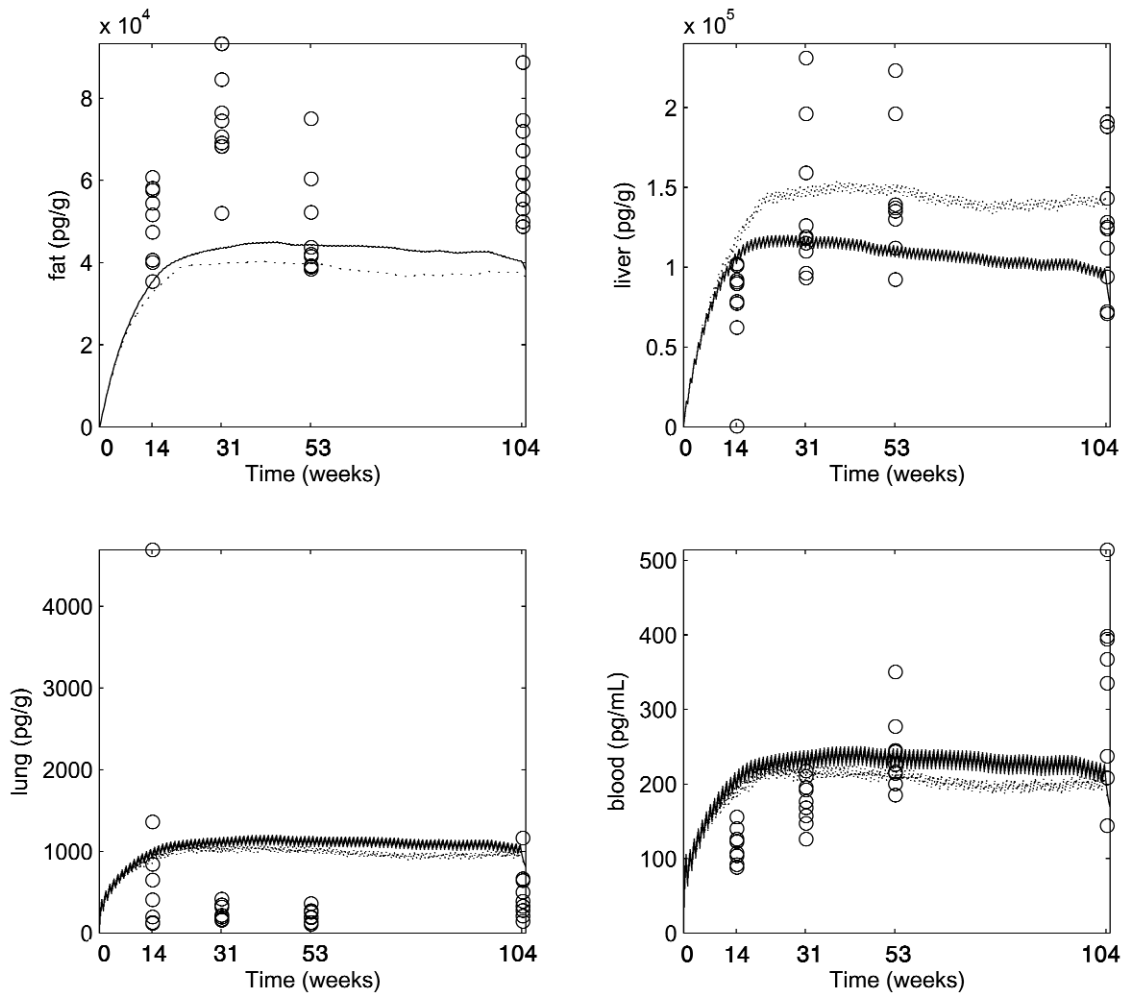 x 10^4
8
6
4
2
0
fat (pg/g)
0 14 31 53 104
Time (weeks)
x 10^5
2
1.5
1
0.5
0
liver (pg/g)
0 14 31 53 104
Time (weeks)
4000
3000
2000
1000
0
lung (pg/g)
0 14 31 53 104
Time (weeks)
500
400
300
200
100
0
blood (pg/mL)
0 14 31 53 104
Time (weeks)